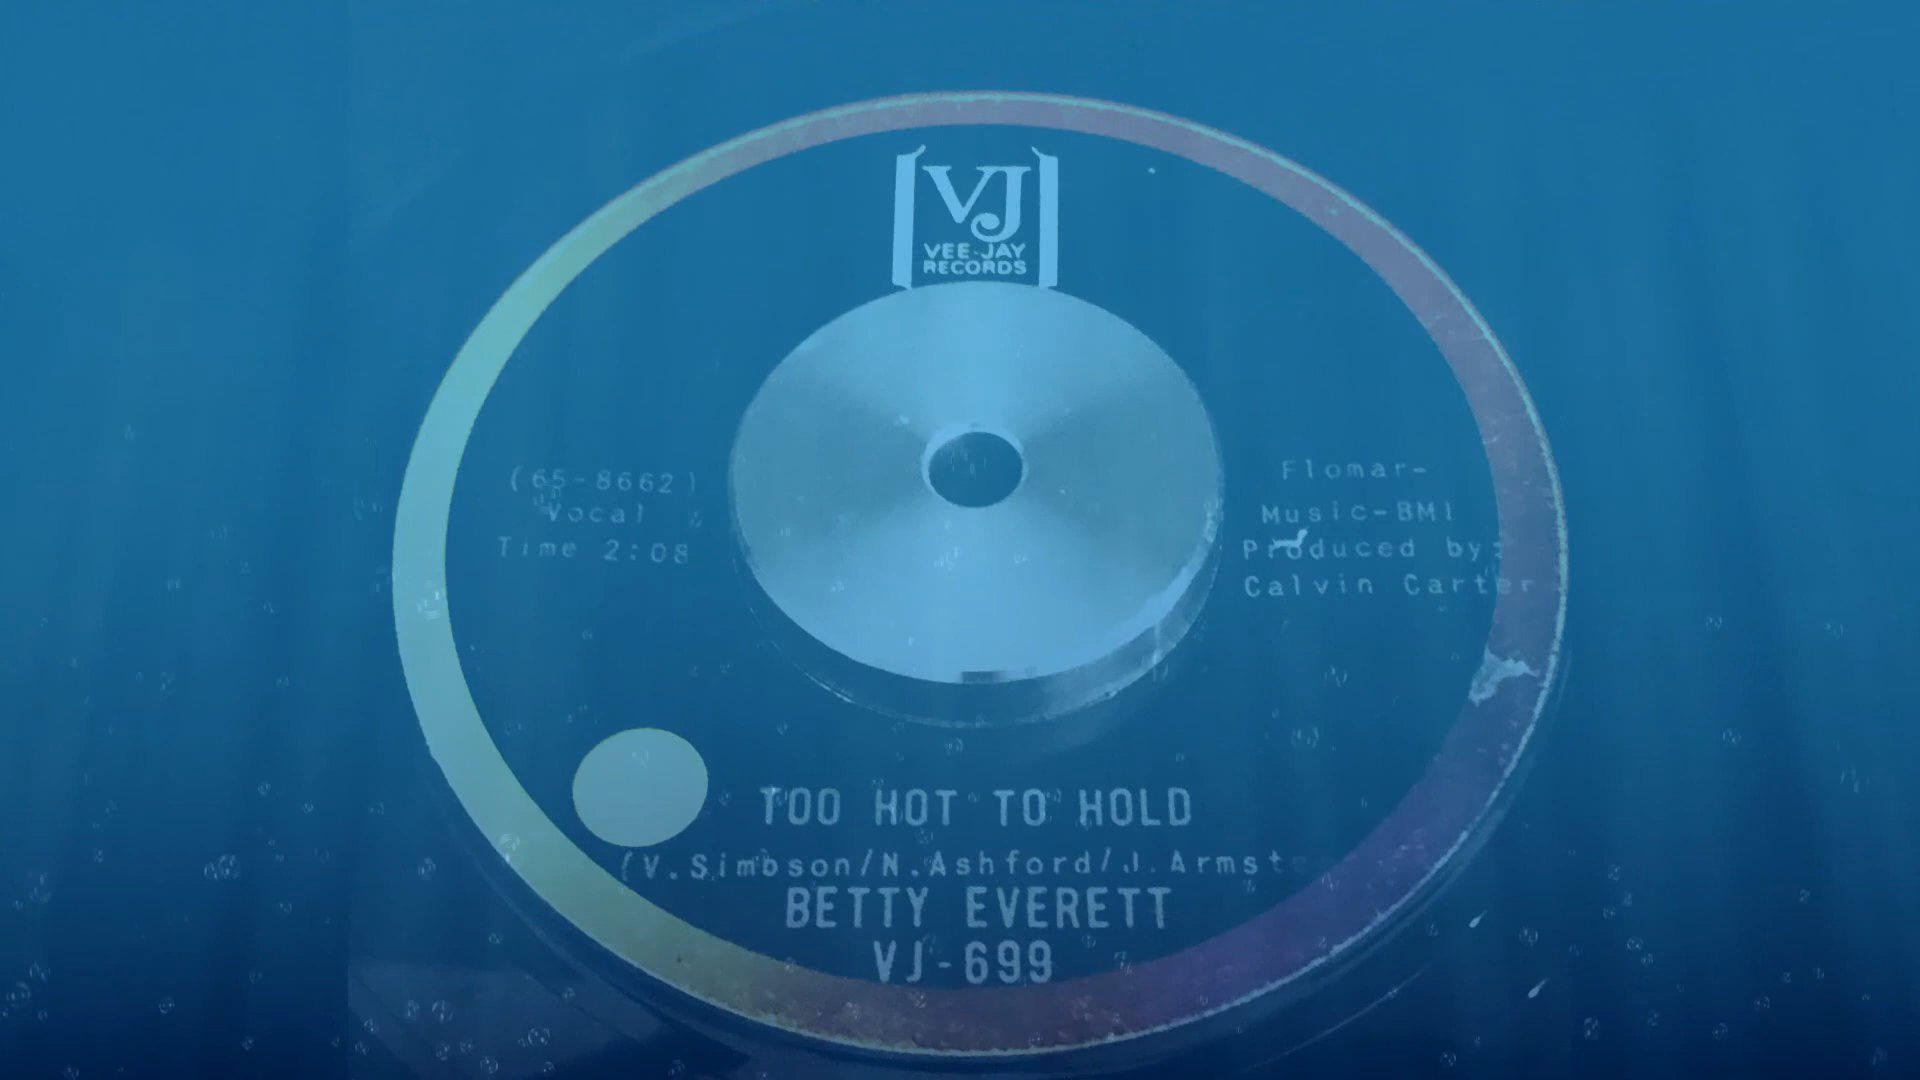 VJ
VEE-JAY
RECORDS
(65-8662)
Vocal
Time 2:08
Flomar-
Music-BMI
Produced by:
Calvin Carter
TOO HOT TO HOLD
(V.Simpson/N.Ashford/J.Armst
BETTY EVERETT
VJ-699